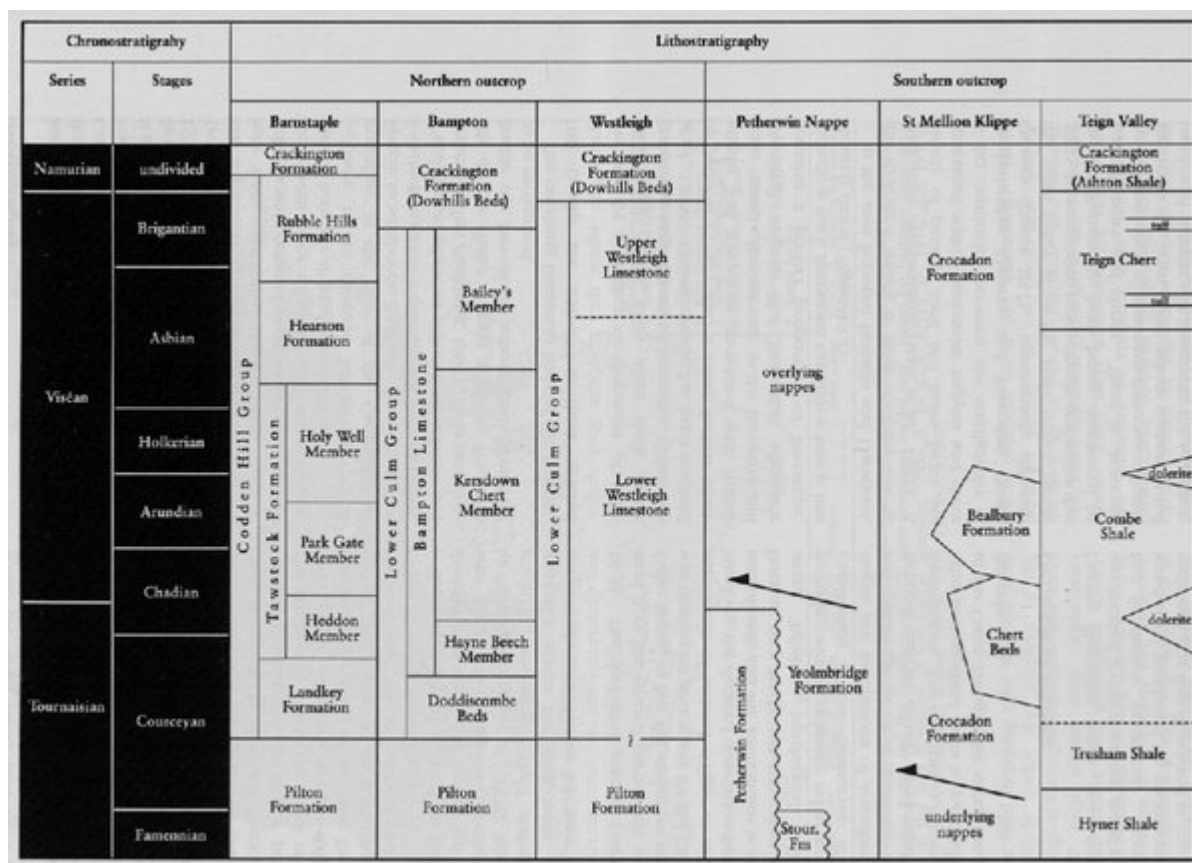 Chronostratigrahy
Lithostratigraphy
Series
Stages
Northern outcrop
Southern outcrop
Barnstaple
Bampton
Westleigh
Petherwin Nappe
St Mellion Klippe
Teign Valley
Namurian
undivided
Viséan
Brigantian
Asbian
Holkerian
Arundian
Chadian
Tournaisian
Courceyan
Famennian
Codden Hill Group
Crackington
Formation
Rubble Hills
Formation
Hearson
Formation
Tawstock Formation
Holy Well
Member
Park Gate
Member
Heddon
Member
Landkey
Formation
Pilton
Formation
Lower Culm Group
Bampton Limestone
Crackington
Formation
(Dowhills Beds)
Bailey's
Member
Kersdown
Chert
Member
Hayne Beech
Member
Doddiscombe
Beds
Pilton
Formation
Lower Culm Group
Crackington
Formation
(Dowhills Beds)
Upper
Westleigh
Limestone
Lower
Westleigh
Limestone
?
Pilton
Formation
overlying
nappes
Petherwin Formation
Yeolmbridge
Formation
Stour.
Fm
Crocadon
Formation
Bealbury
Formation
Chert
Beds
Crocadon
Formation
underlying
nappes
Crackington
Formation
(Ashton Shale)
tuff
Teign Chert
tuff
dolerite
Combe
Shale
dolerite
Trusham Shale
Hyner Shale